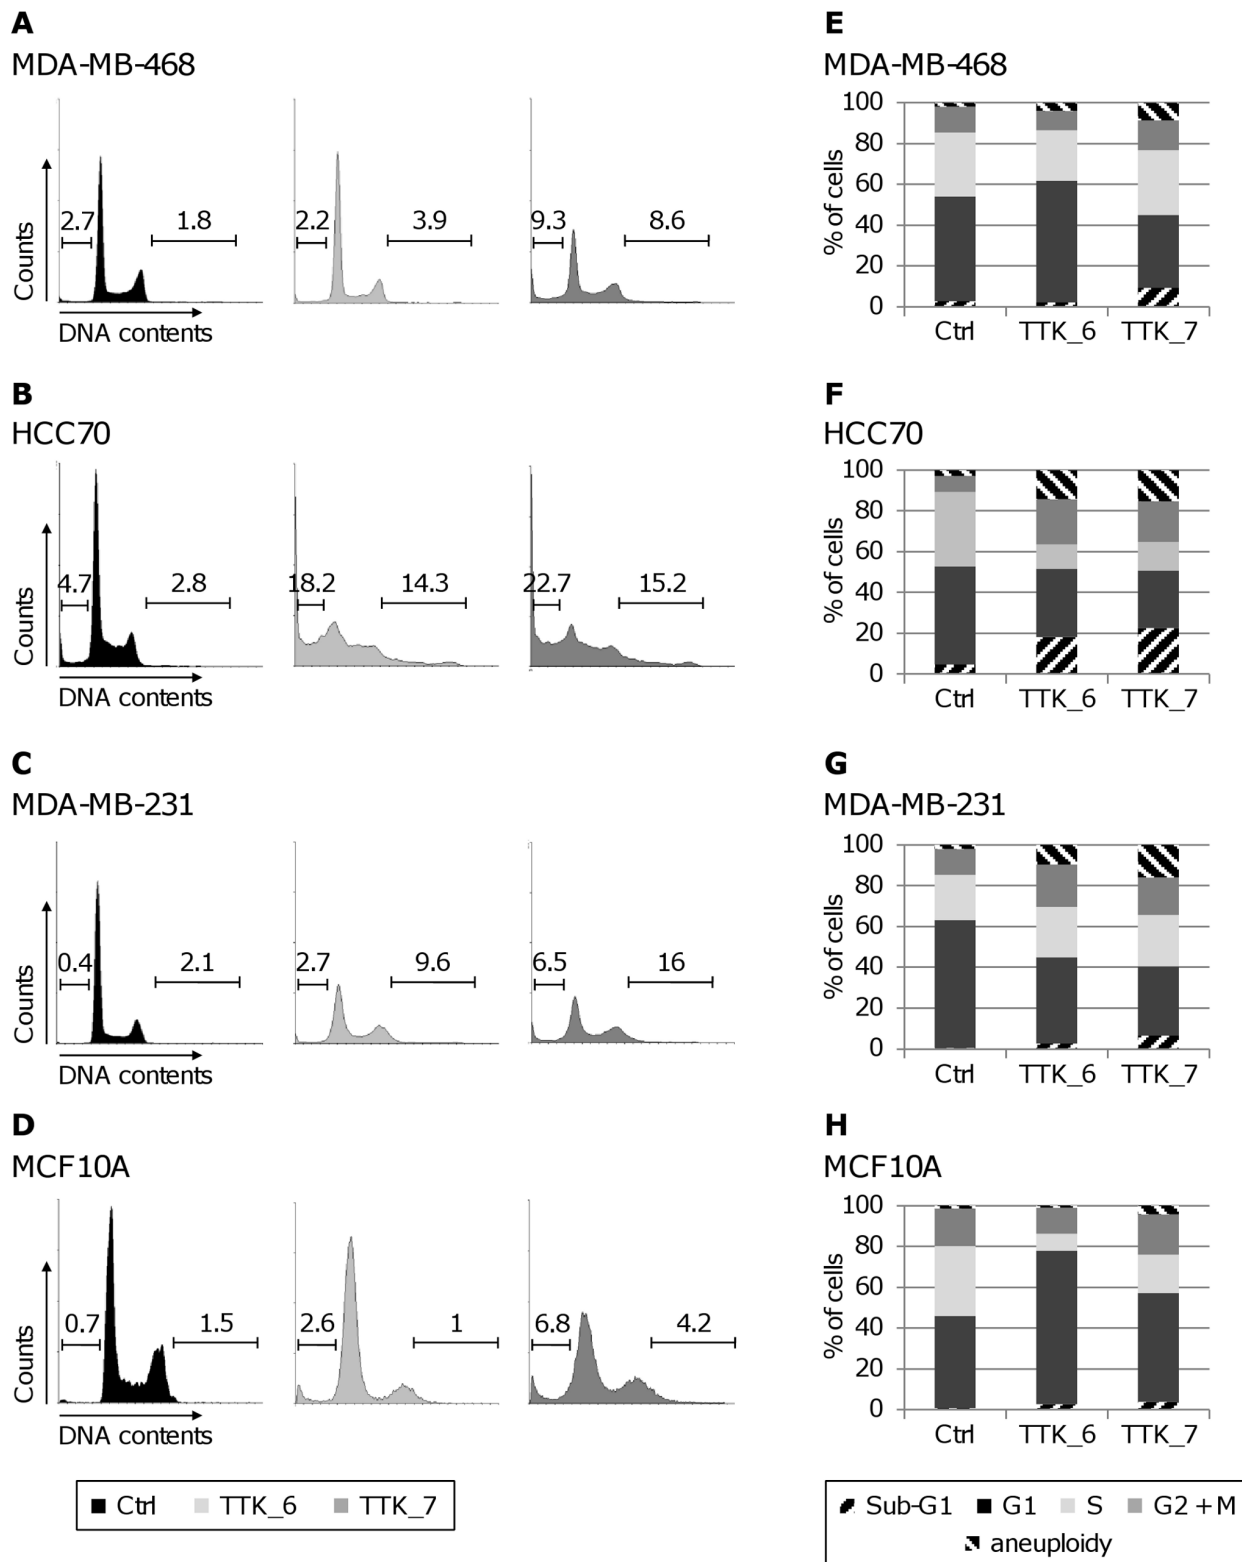 A
MDA-MB-468
Counts
2.7
1.8
2.2
3.9
9.3
8.6
DNA contents
E
MDA-MB-468
% of cells
100
80
60
40
20
0
Ctrl TTK_6 TTK_7
B
HCC70
Counts
4.7
2.8
18.2
14.3
22.7
15.2
DNA contents
F
HCC70
% of cells
100
80
60
40
20
0
Ctrl TTK_6 TTK_7
C
MDA-MB-231
Counts
0.4
2.1
2.7
9.6
6.5
16
DNA contents
G
MDA-MB-231
% of cells
100
80
60
40
20
0
Ctrl TTK_6 TTK_7
D
MCF10A
Counts
0.7
1.5
2.6
1
6.8
4.2
DNA contents
H
MCF10A
% of cells
100
80
60
40
20
0
Ctrl TTK_6 TTK_7
Ctrl TTK_6 TTK_7
Sub-G1 G1 S G2+M
aneuploidy